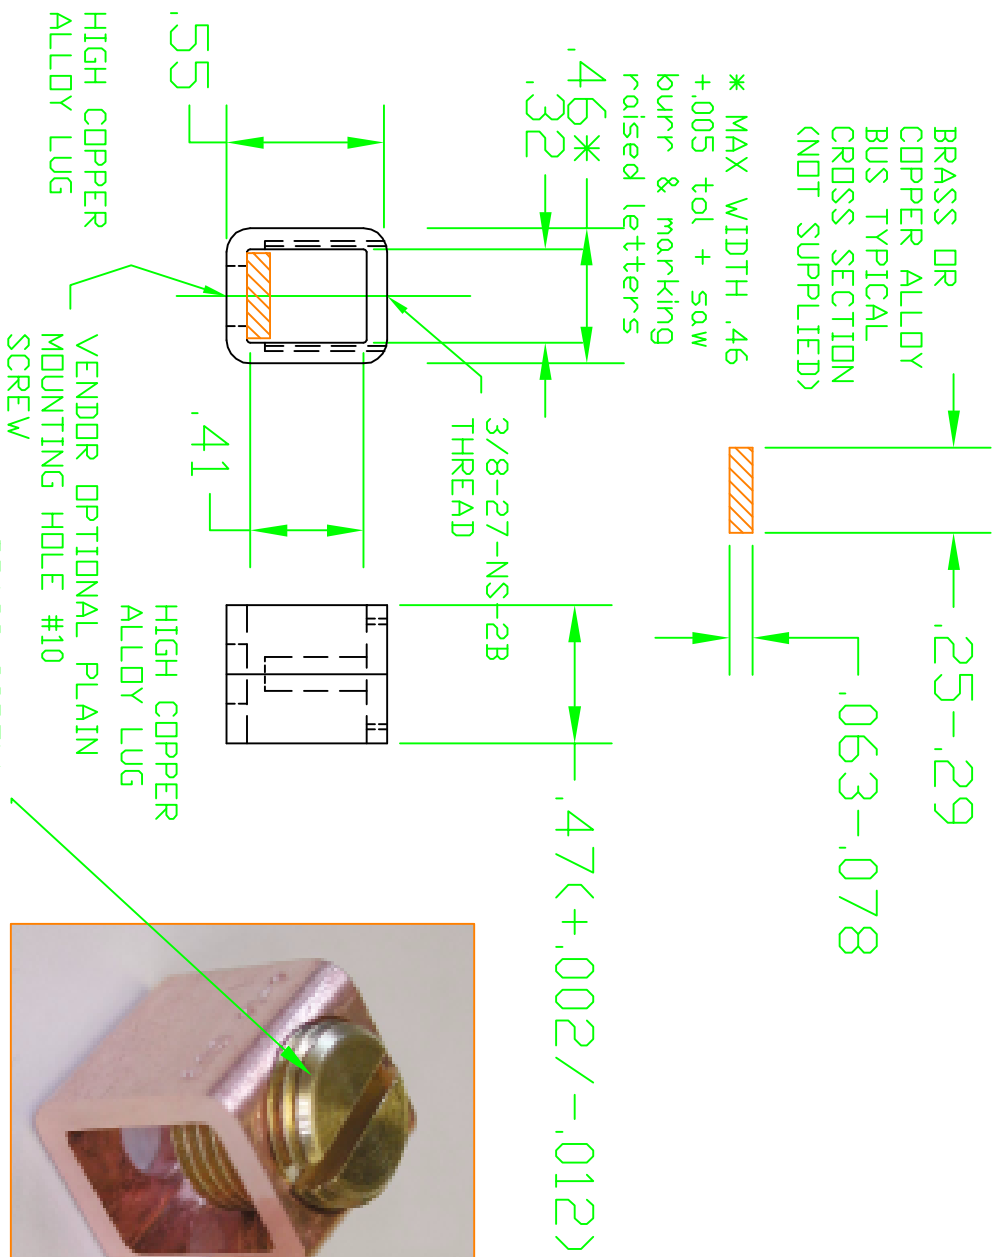 BRASS OR
COPPER ALLOY
BUS TYPICAL
CROSS SECTION
(NOT SUPPLIED)
.25-.29
.063-.078
* MAX WIDTH .46
+.005 tol + saw
burr & marking
raised letters
.46*
.32
.47(+.002/-.012)
3/8-27-NS-2B
THREAD
.55
.41
HIGH COPPER
ALLOY LUG
HIGH COPPER
ALLOY LUG
VENDOR OPTIONAL PLAIN
MOUNTING HOLE #10
SCREW